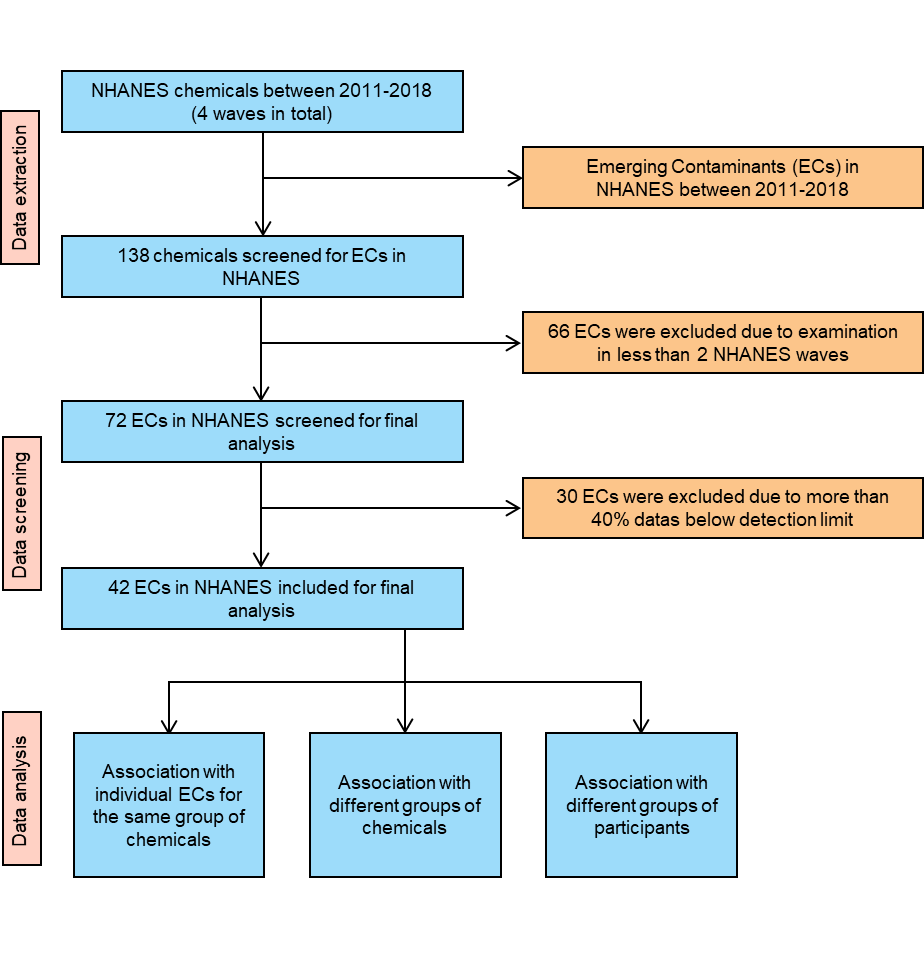 NHANES chemicals between 2011-2018
(4 waves in total)
Data extraction
Emerging Contaminants (ECs) in
NHANES between 2011-2018
138 chemicals screened for ECs in
NHANES
66 ECs were excluded due to examination
in less than 2 NHANES waves
72 ECs in NHANES screened for final
analysis
Data screening
30 ECs were excluded due to more than
40% datas below detection limit
42 ECs in NHANES included for final
analysis
Data analysis
Association with
individual ECs for
the same group of
chemicals
Association with
different groups of
chemicals
Association with
different groups of
participants